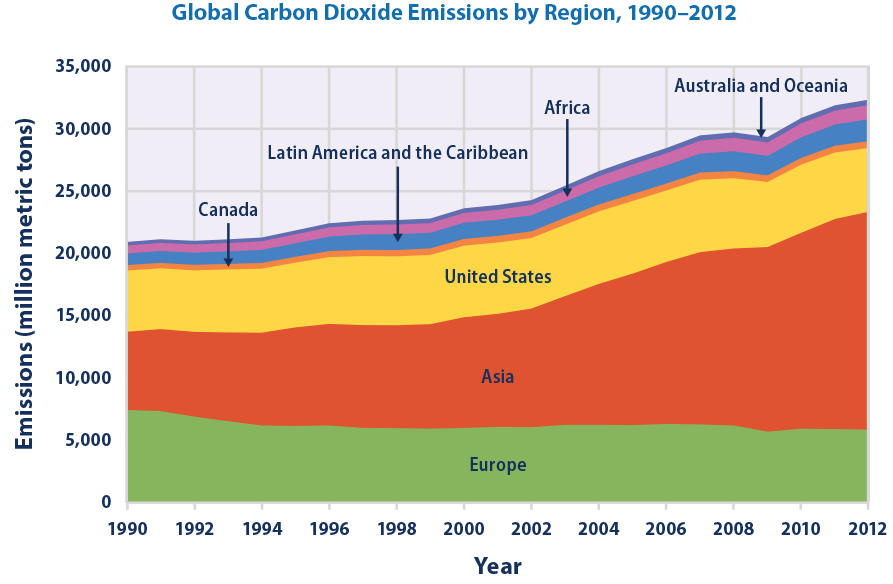 Global Carbon Dioxide Emissions by Region, 1990–2012
Emissions (million metric tons)
35,000
30,000
25,000
20,000
15,000
10,000
5,000
0
Australia and Oceania
Africa
Latin America and the Caribbean
Canada
United States
Asia
Europe
1990 1992 1994 1996 1998 2000 2002 2004 2006 2008 2010 2012
Year